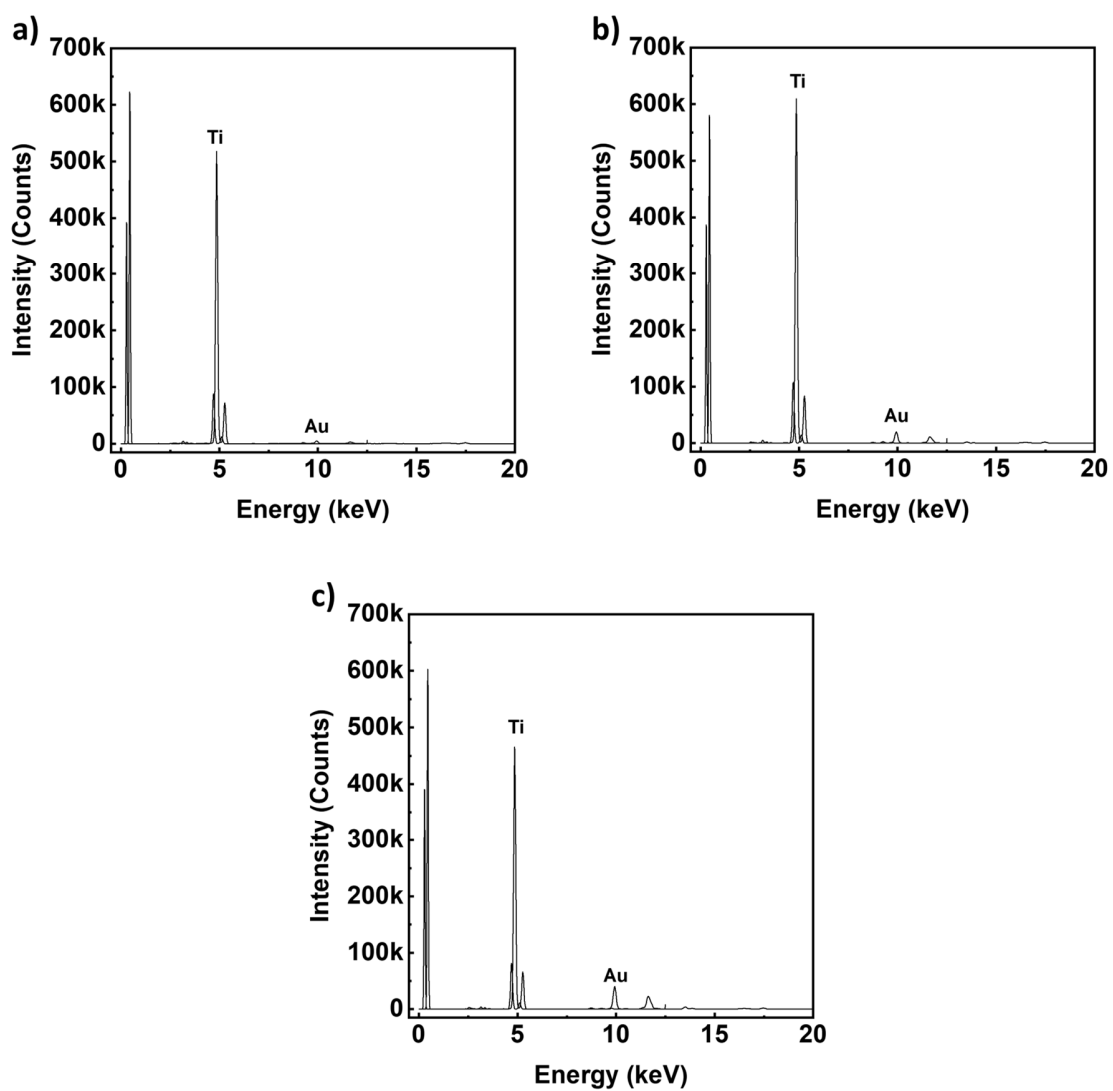 a)
700k
600k
500k
400k
300k
200k
100k
0
Intensity (Counts)
Ti
Au
0 5 10 15 20
Energy (keV)
b)
700k
600k
500k
400k
300k
200k
100k
0
Intensity (Counts)
Ti
Au
0 5 10 15 20
Energy (keV)
c)
700k
600k
500k
400k
300k
200k
100k
0
Intensity (Counts)
Ti
Au
0 5 10 15 20
Energy (keV)